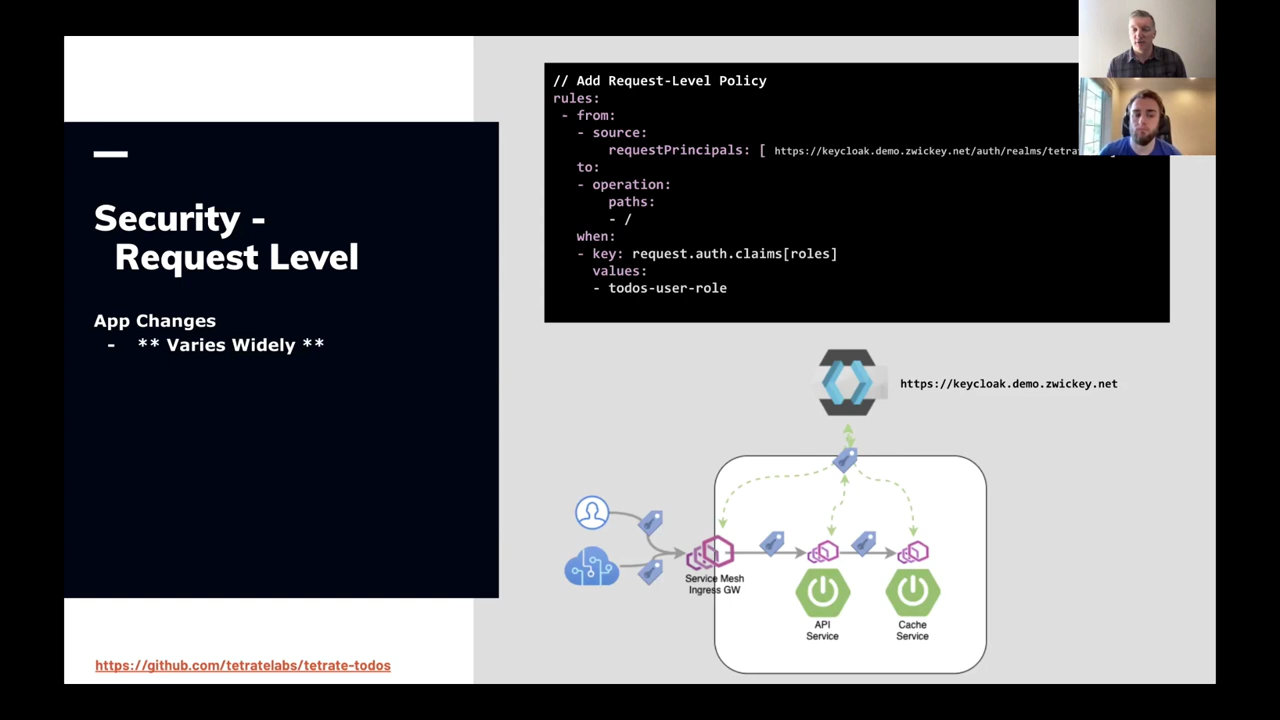 Security -
Request Level
App Changes
- ** Varies Widely **
https://github.com/tetratelabs/tetrate-todos
// Add Request-Level Policy
rules:
- from:
- source:
requestPrincipals: [ https://keycloak.demo.zwickey.net/auth/realms/
to:
- operation:
paths:
- /
when:
- key: request.auth.claims[roles]
values:
- todos-user-role
https://keycloak.demo.zwickey.net
Service Mesh
Ingress GW
API
Service
Cache
Service